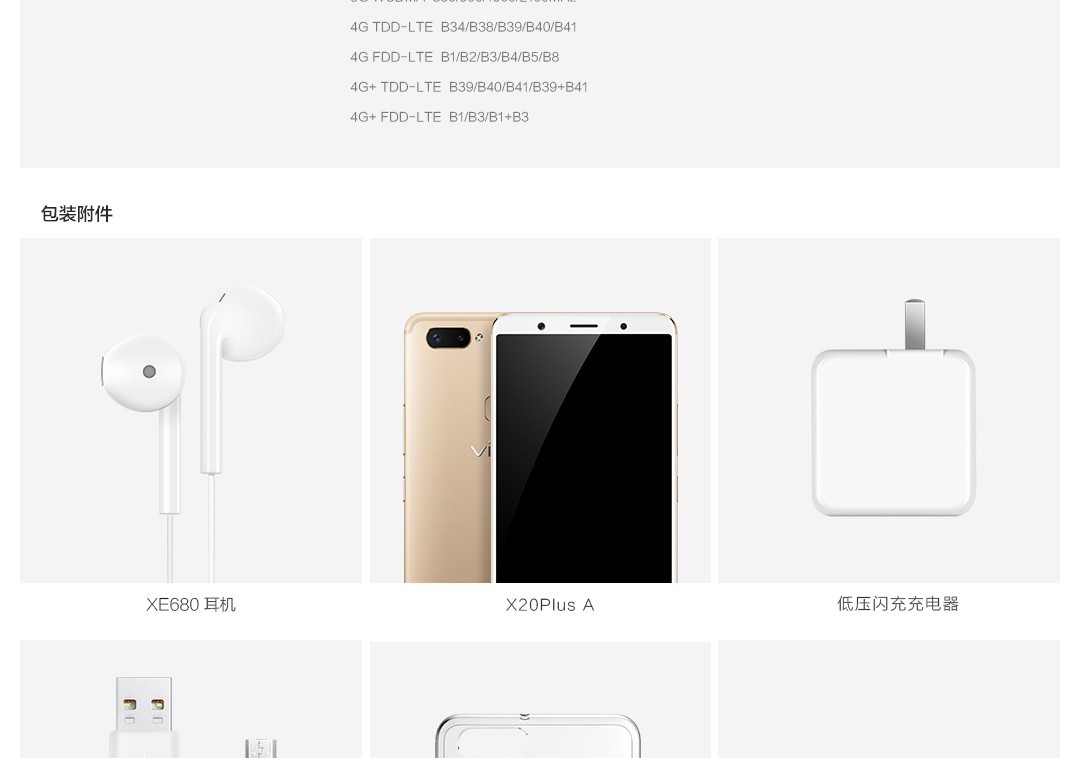 4G TDD-LTE B34/B38/B39/B40/B41
4G FDD-LTE B1/B2/B3/B4/B5/B8
4G+ TDD-LTE B39/B40/B41/B39+B41
4G+ FDD-LTE B1/B3/B1+B3
包装附件
XE680 耳机
X20Plus A
低压闪充充电器